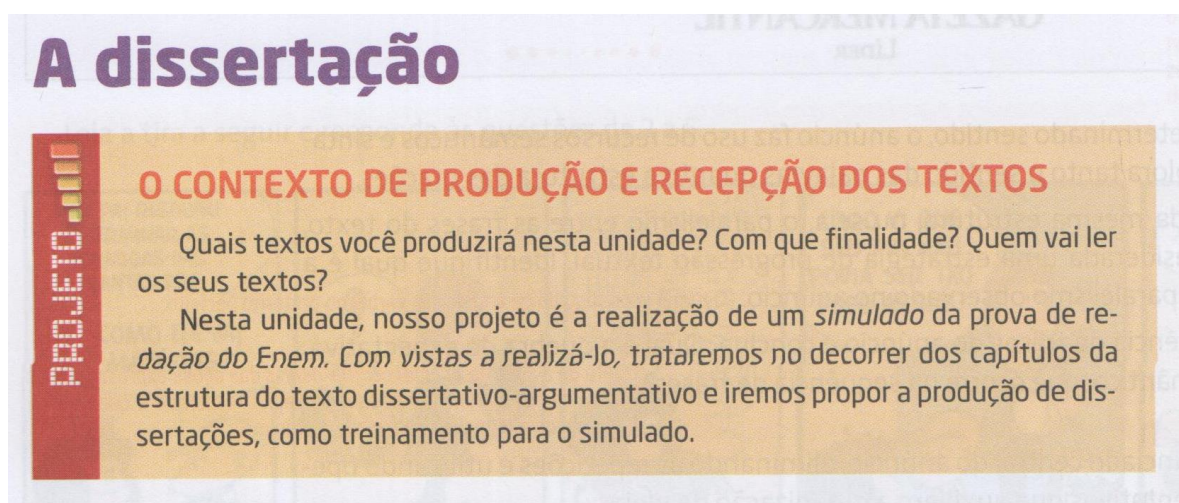 A dissertação
PROJETO
O CONTEXTO DE PRODUÇÃO E RECEPÇÃO DOS TEXTOS
Quais textos você produzirá nesta unidade? Com que finalidade? Quem vai ler
os seus textos?
Nesta unidade, nosso projeto é a realização de um simulado da prova de re-
dação do Enem. Com vistas a realizá-lo, trataremos no decorrer dos capítulos da
estrutura do texto dissertativo-argumentativo e iremos propor a produção de dis-
sertações, como treinamento para o simulado.